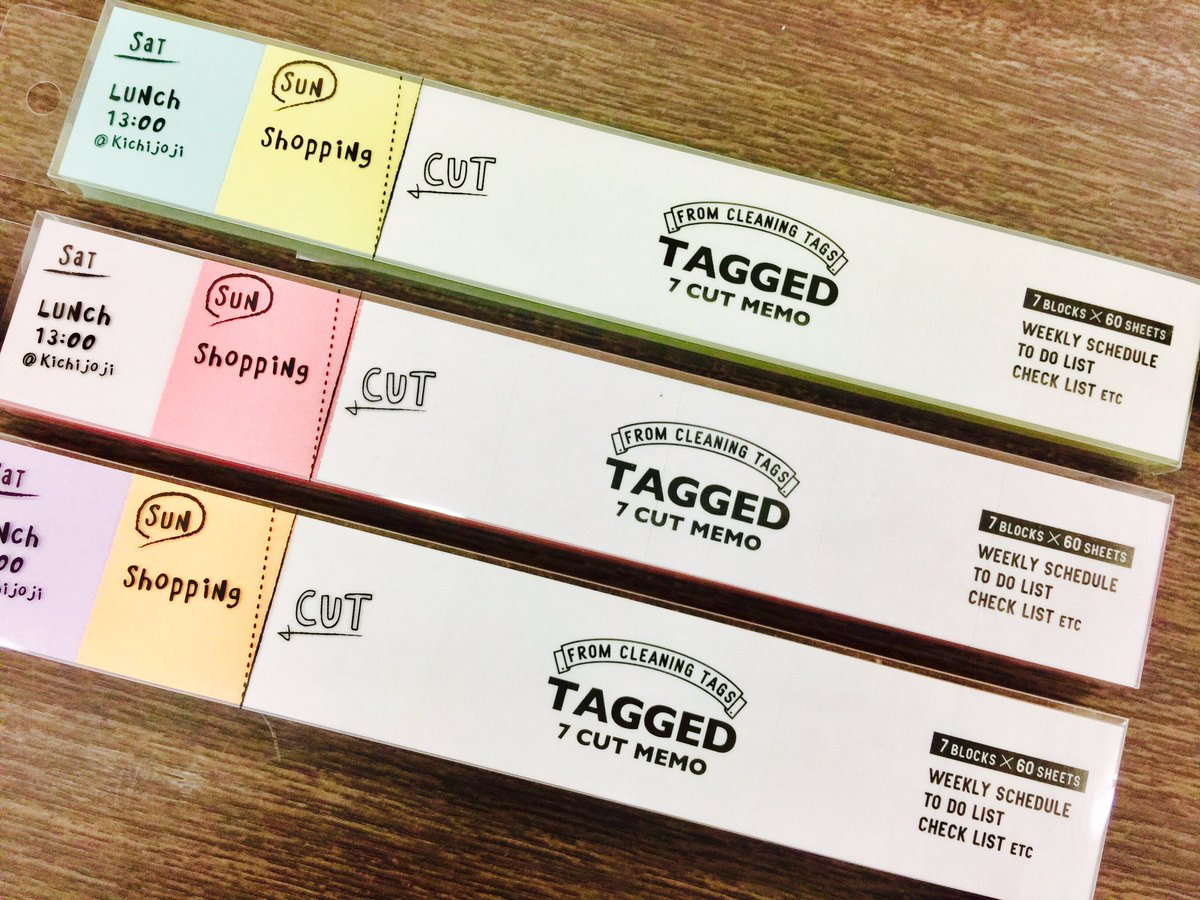 Sat
LUNch
13:00
@Kichijoji
SUN
ShoppiNg
CUT
FROM CLEANING TAGS
TAGGED
7 CUT MEMO
7 BLOCKS × 60 SHEETS
WEEKLY SCHEDULE
TO DO LIST
CHECK LIST ETC
Sat
LUNch
13:00
@Kichijoji
SUN
ShoppiNg
CUT
FROM CLEANING TAGS
TAGGED
7 CUT MEMO
7 BLOCKS × 60 SHEETS
WEEKLY SCHEDULE
TO DO LIST
CHECK LIST ETC
SUN
ShoppiNg
CUT
FROM CLEANING TAGS
TAGGED
7 CUT MEMO
7 BLOCKS × 60 SHEETS
WEEKLY SCHEDULE
TO DO LIST
CHECK LIST ETC